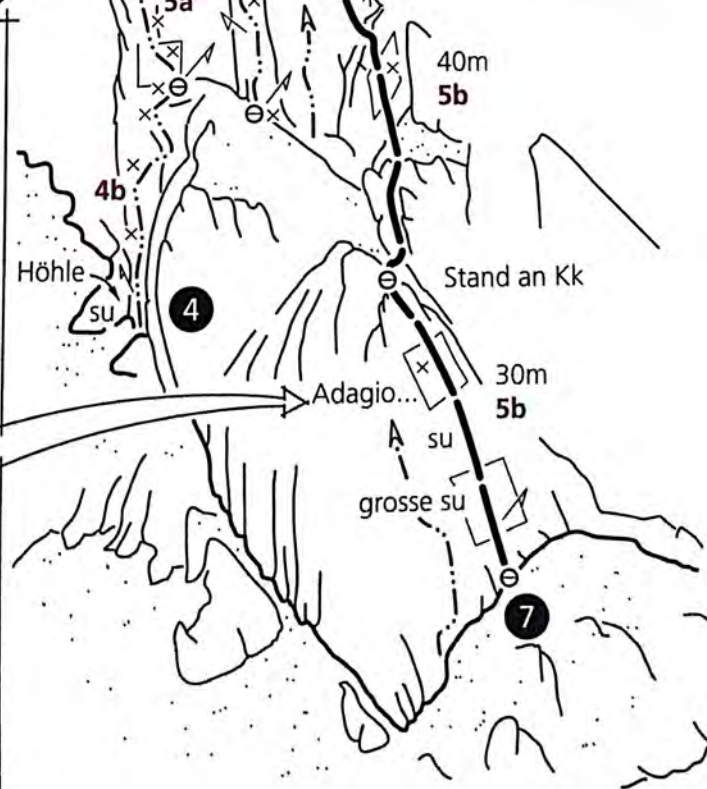 5a
40m
5b
4b
Höhle
su
4
Stand an Kk
30m
5b
Adagio...
su
grosse su
7